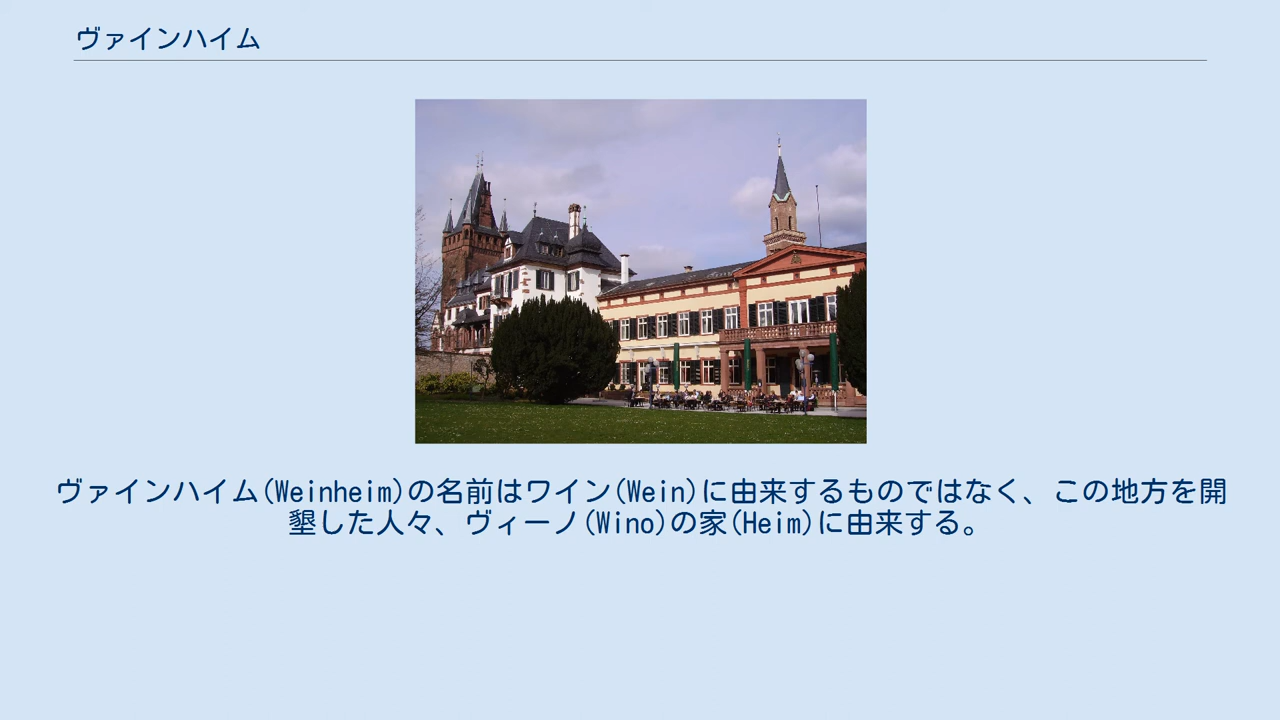 ヴァインハイム
ヴァインハイム(Weinheim)の名前はワイン(Wein)に由来するものではなく、この地方を開
墾した人々、ヴィーノ(Wino)の家(Heim)に由来する。